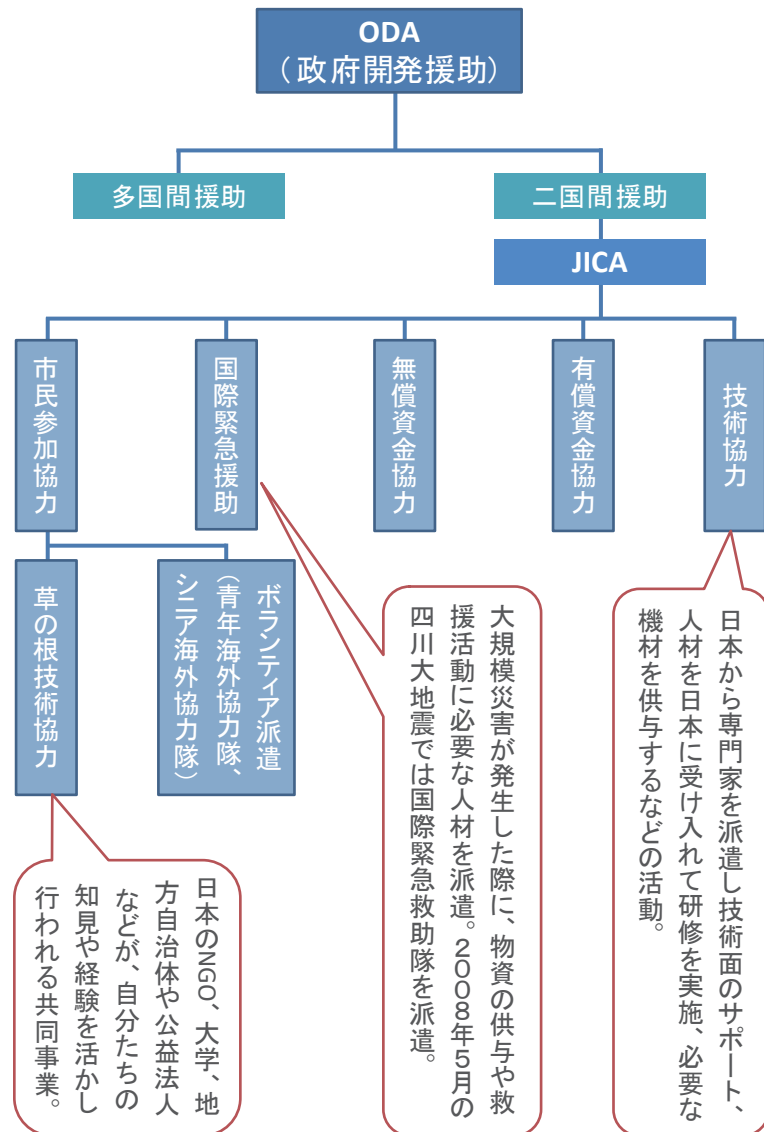 ODA
（政府開発援助）
多国間援助
二国間援助
JICA
市民参加協力
国際緊急援助
無償資金協力
有償資金協力
技術協力
草の根技術協力
ボランティア派遣
（青年海外協力隊、
シニア海外協力隊）
大規模災害が発生した際に、物資の供与や救
援活動に必要な人材を派遣。２００８年５月の
四川大地震では国際緊急救助隊を派遣。
日本から専門家を派遣し技術面のサポート、
人材を日本に受け入れて研修を実施、必要な
機材を供与するなどの活動。
日本のNGO、大学、地
方自治体や公益法人
などが、自分たちの
知見や経験を活かし
行われる共同事業。